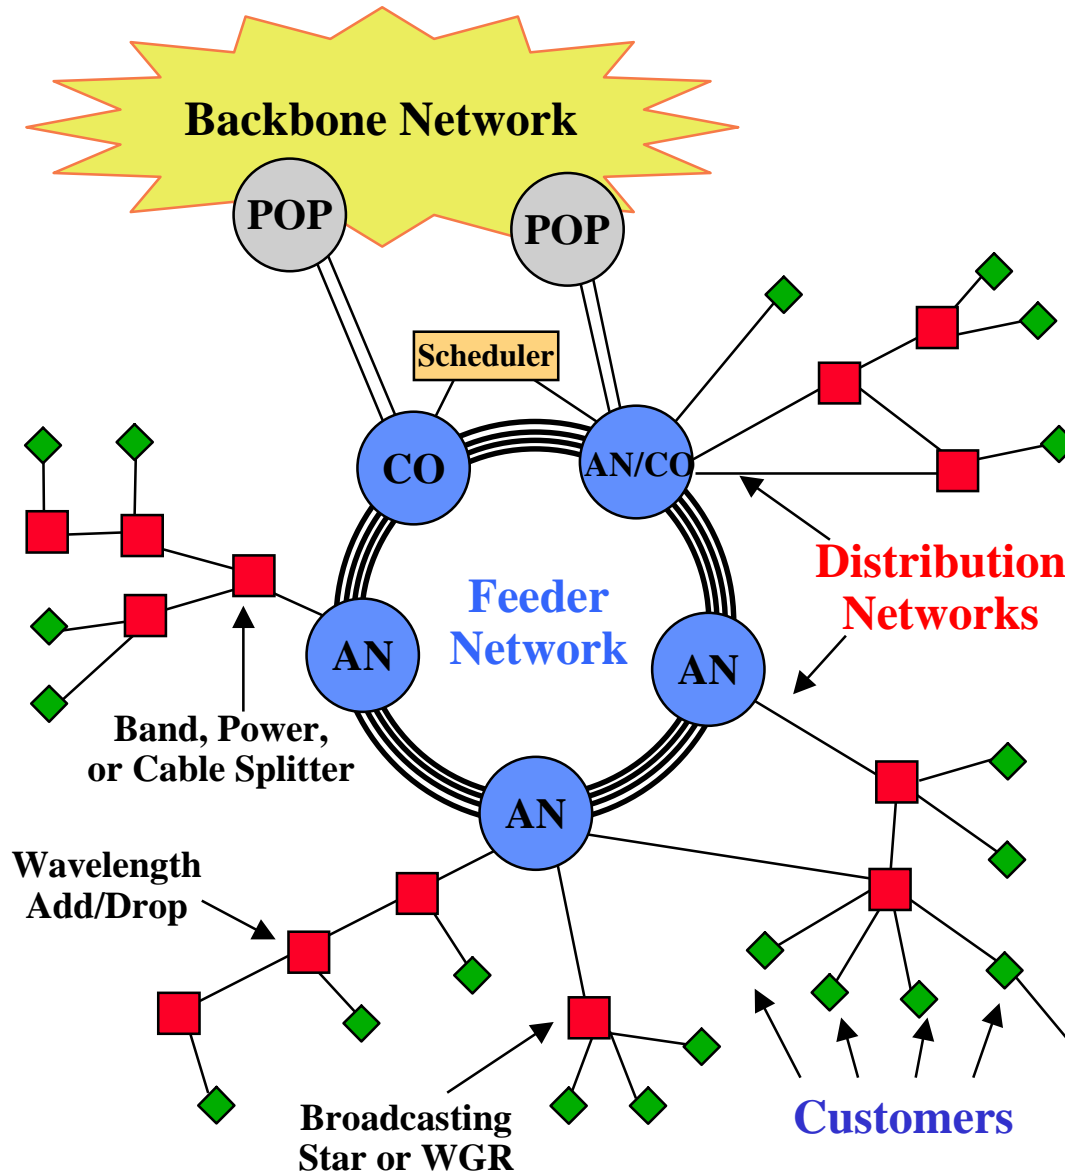 Backbone Network
POP
POP
Scheduler
CO
AN/CO
Distribution
Networks
Feeder
Network
AN
AN
Band, Power,
or Cable Splitter
AN
Wavelength
Add/Drop
Broadcasting
Star or WGR
Customers